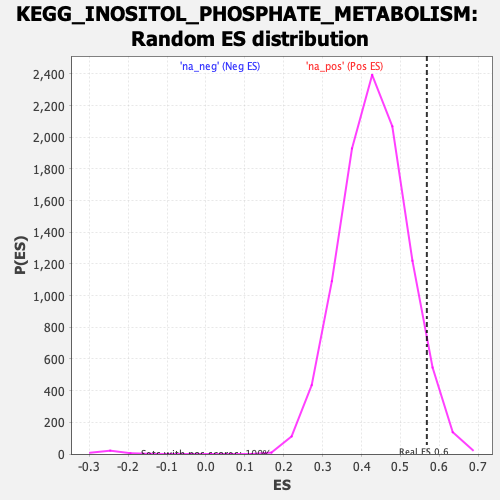 KEGG_INOSITOL_PHOSPHATE_METABOLISM:
Random ES distribution
'na_neg' (Neg ES) 'na_pos' (Pos ES)
2,400
2,200
2,000
1,800
1,600
1,400
1,200
1,000
800
600
400
200
0
P(ES)
Sets with pos scores: 100%
Real ES 0.6
-0.3 -0.2 -0.1 0.0 0.1 0.2 0.3 0.4 0.5 0.6 0.7
ES